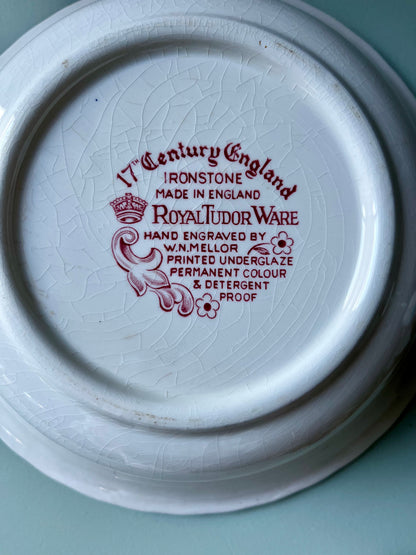 17TH Century England
IRONSTONE
MADE IN ENGLAND
ROYAL TUDOR WARE
HAND ENGRAVED BY
W.N.MELLOR
PRINTED UNDERGLAZE
PERMANENT COLOUR
& DETERGENT
PROOF